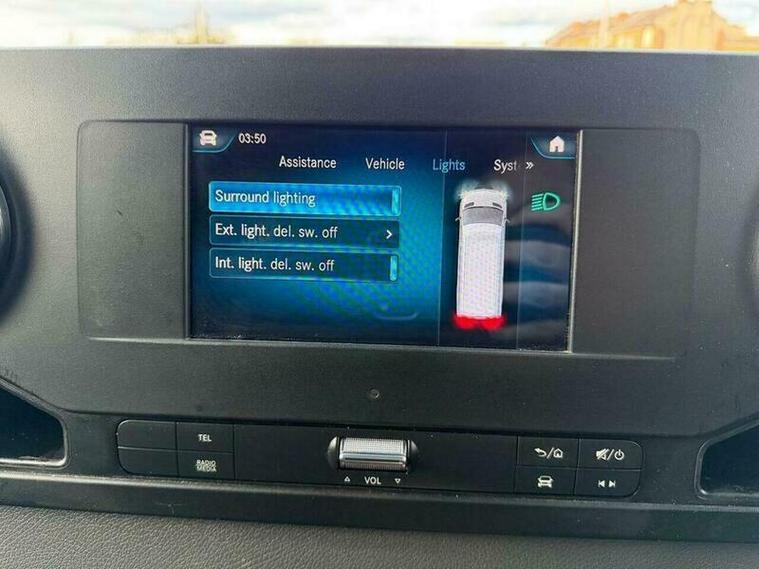 03:50
Assistance Vehicle Lights Syst »
Surround lighting
Ext. light. del. sw. off >
Int. light. del. sw. off
TEL
RADIO
MEDIA
VOL